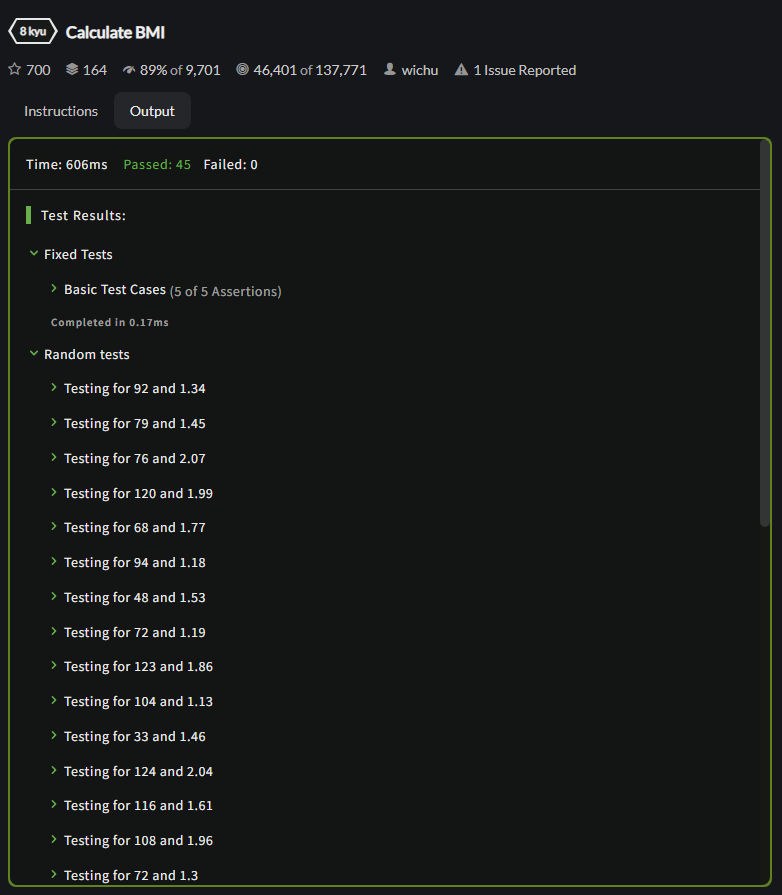 8 kyu Calculate BMI
700 164 89% of 9,701 46,401 of 137,771 wichu 1 Issue Reported
Instructions Output
Time: 606ms Passed: 45 Failed: 0
Test Results:
Fixed Tests
Basic Test Cases (5 of 5 Assertions)
Completed in 0.17ms
Random tests
Testing for 92 and 1.34
Testing for 79 and 1.45
Testing for 76 and 2.07
Testing for 120 and 1.99
Testing for 68 and 1.77
Testing for 94 and 1.18
Testing for 48 and 1.53
Testing for 72 and 1.19
Testing for 123 and 1.86
Testing for 104 and 1.13
Testing for 33 and 1.46
Testing for 124 and 2.04
Testing for 116 and 1.61
Testing for 108 and 1.96
Testing for 72 and 1.3